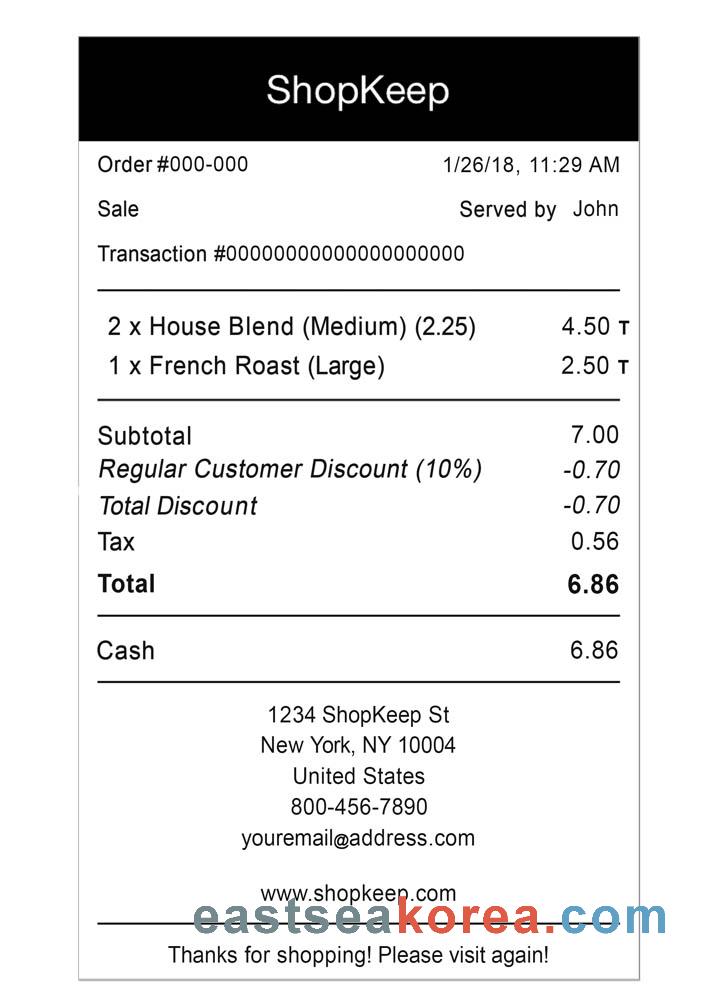 ShopKeep
Order #000-000 1/26/18, 11:29 AM
Sale Served by John
Transaction #00000000000000000000
2 x House Blend (Medium) (2.25) 4.50 T
1 x French Roast (Large) 2.50 T
Subtotal 7.00
Regular Customer Discount (10%) -0.70
Total Discount -0.70
Tax 0.56
Total 6.86
Cash 6.86
1234 ShopKeep St
New York, NY 10004
United States
800-456-7890
youremail@address.com
www.shopkeep.com
eastseakorea.com
Thanks for shopping! Please visit again!